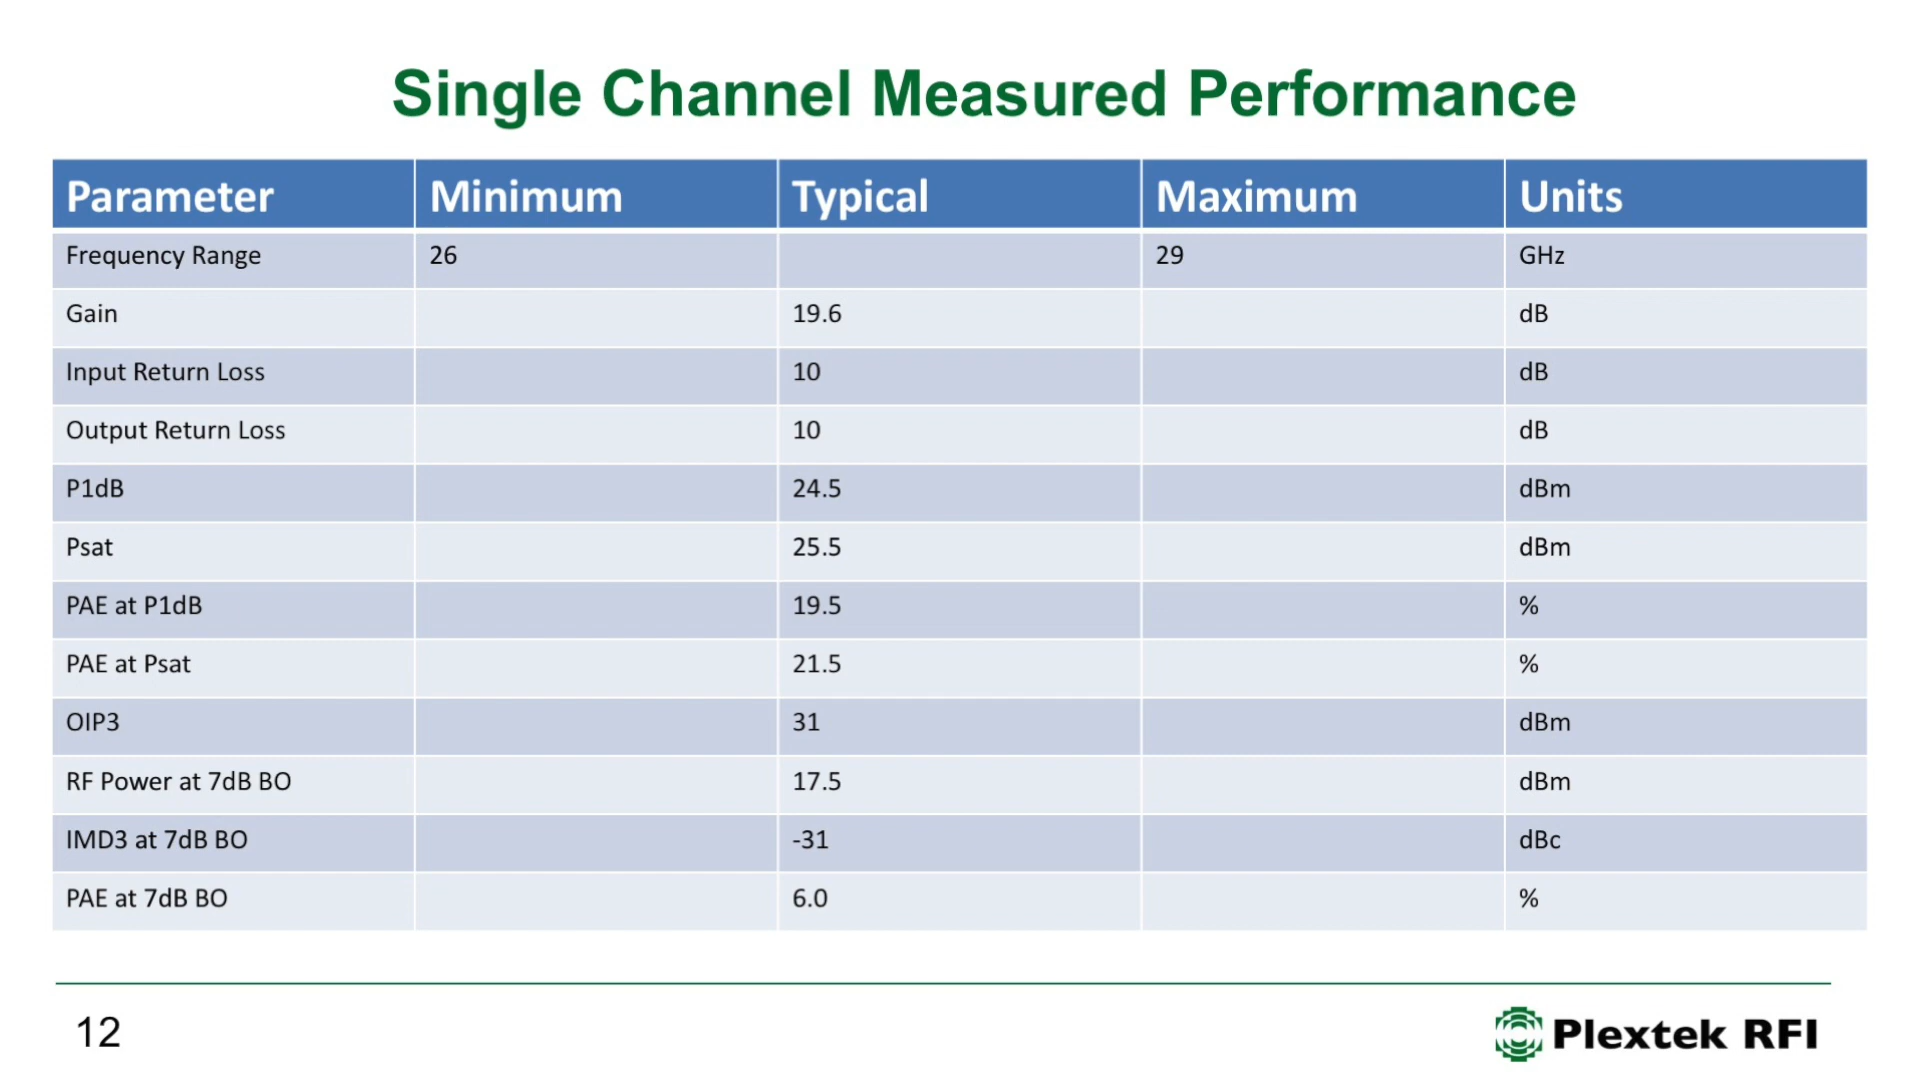 Single Channel Measured Performance
Parameter Minimum Typical Maximum Units
Frequency Range 26 29 GHz
Gain 19.6 dB
Input Return Loss 10 dB
Output Return Loss 10 dB
P1dB 24.5 dBm
Psat 25.5 dBm
PAE at P1dB 19.5 %
PAE at Psat 21.5 %
OIP3 31 dBm
RF Power at 7dB BO 17.5 dBm
IMD3 at 7dB BO -31 dBc
PAE at 7dB BO 6.0 %
12 Plextek RFI